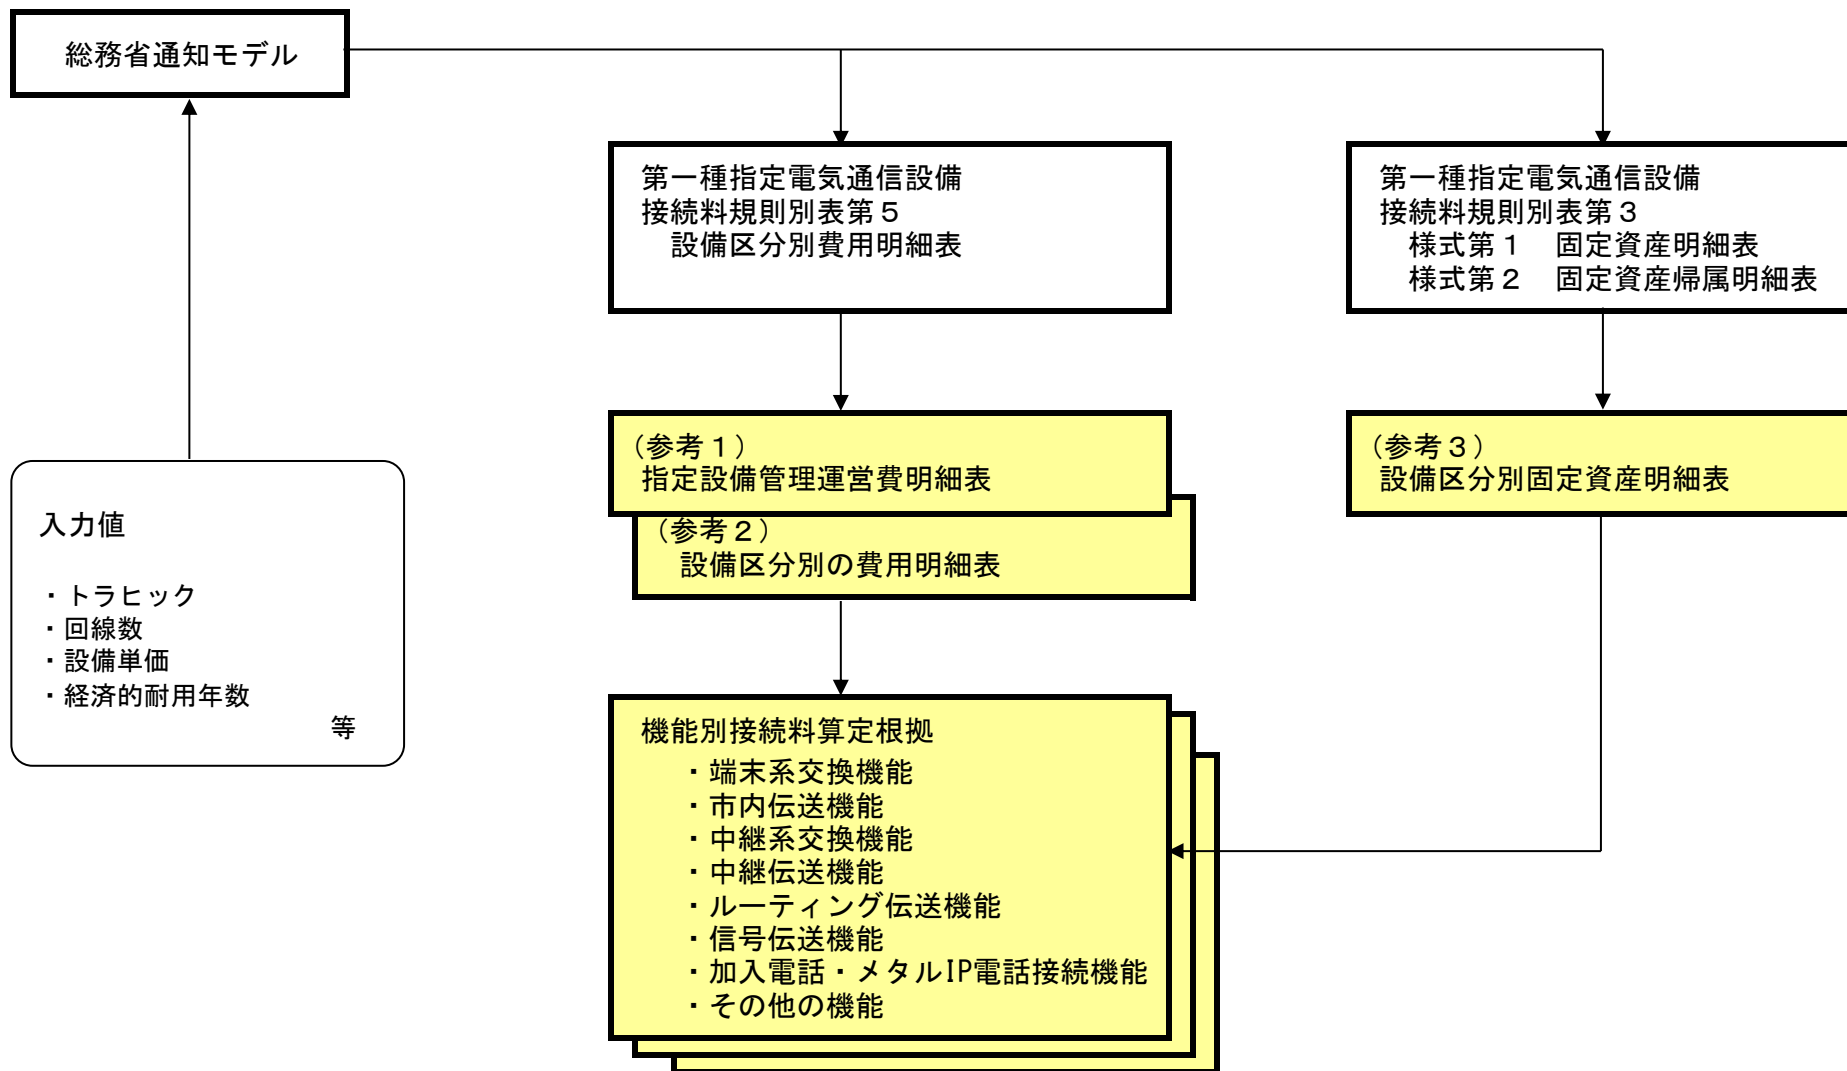 総務省通知モデル
第一種指定電気通信設備
接続料規則別表第５
設備区分別費用明細表
第一種指定電気通信設備
接続料規則別表第３
様式第１　固定資産明細表
様式第２　固定資産帰属明細表
（参考１）
指定設備管理運営費明細表
（参考２）
設備区分別の費用明細表
（参考３）
設備区分別固定資産明細表
入力値
・トラヒック
・回線数
・設備単価
・経済的耐用年数
等
機能別接続料算定根拠
・端末系交換機能
・市内伝送機能
・中継系交換機能
・中継伝送機能
・ルーティング伝送機能
・信号伝送機能
・加入電話・メタルIP電話接続機能
・その他の機能